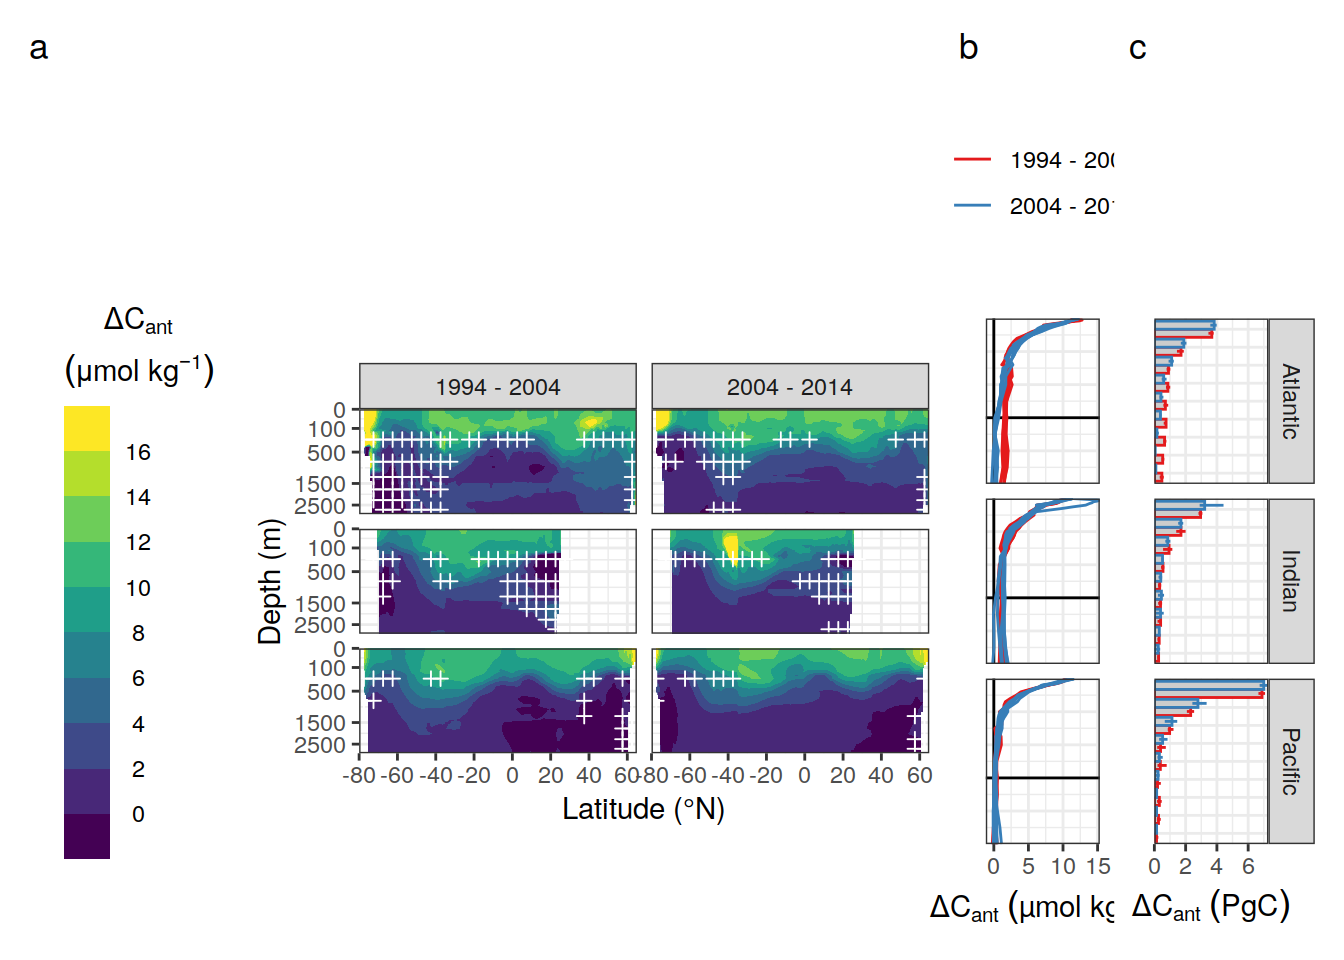 a
b
c
1994 - 200
2004 - 20
ΔCant
(μmol kg−1)
16
14
12
10
8
6
4
2
0
1994 - 2004
2004 - 2014
Depth (m)
0
100
500
1500
2500
0
100
500
1500
2500
0
100
500
1500
2500
-80 -60 -40 -20 0 20 40 60
-80 -60 -40 -20 0 20 40 60
Latitude (°N)
Atlantic
Indian
Pacific
0 5 10 15
0 2 4 6
ΔCant (μmol kg
ΔCant (PgC)